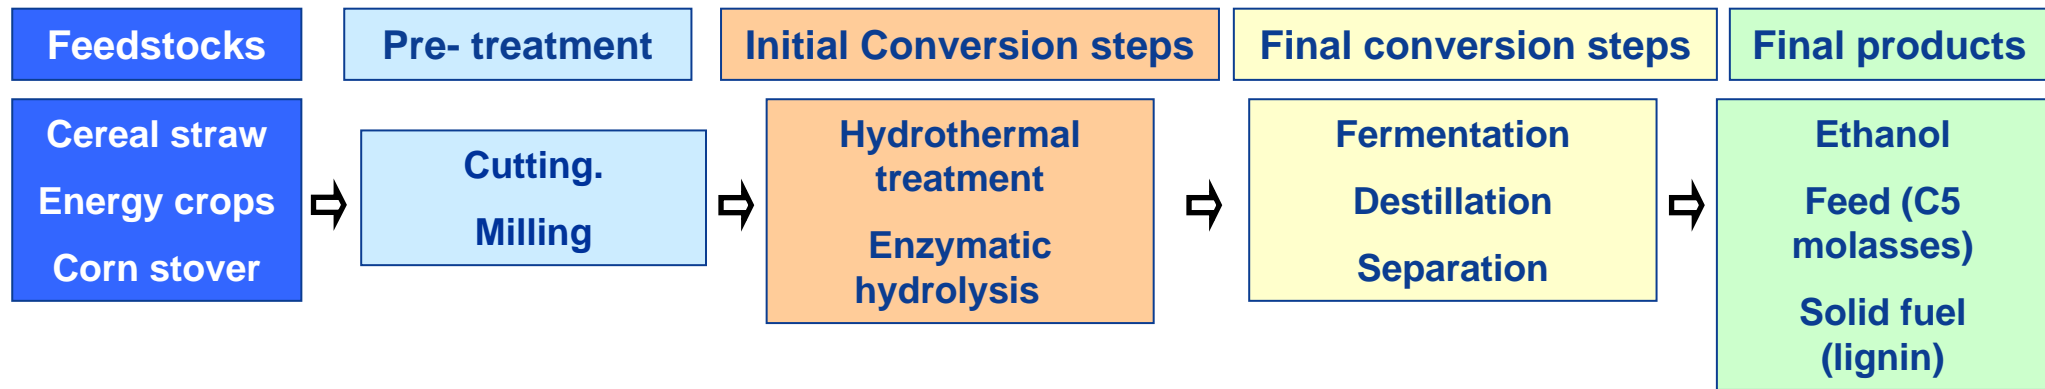 Feedstocks
Pre- treatment
Initial Conversion steps
Final conversion steps
Final products
Cereal straw
Energy crops
Corn stover
Cutting.
Milling
Hydrothermal
treatment
Enzymatic
hydrolysis
Fermentation
Destillation
Separation
Ethanol
Feed (C5
molasses)
Solid fuel
(lignin)